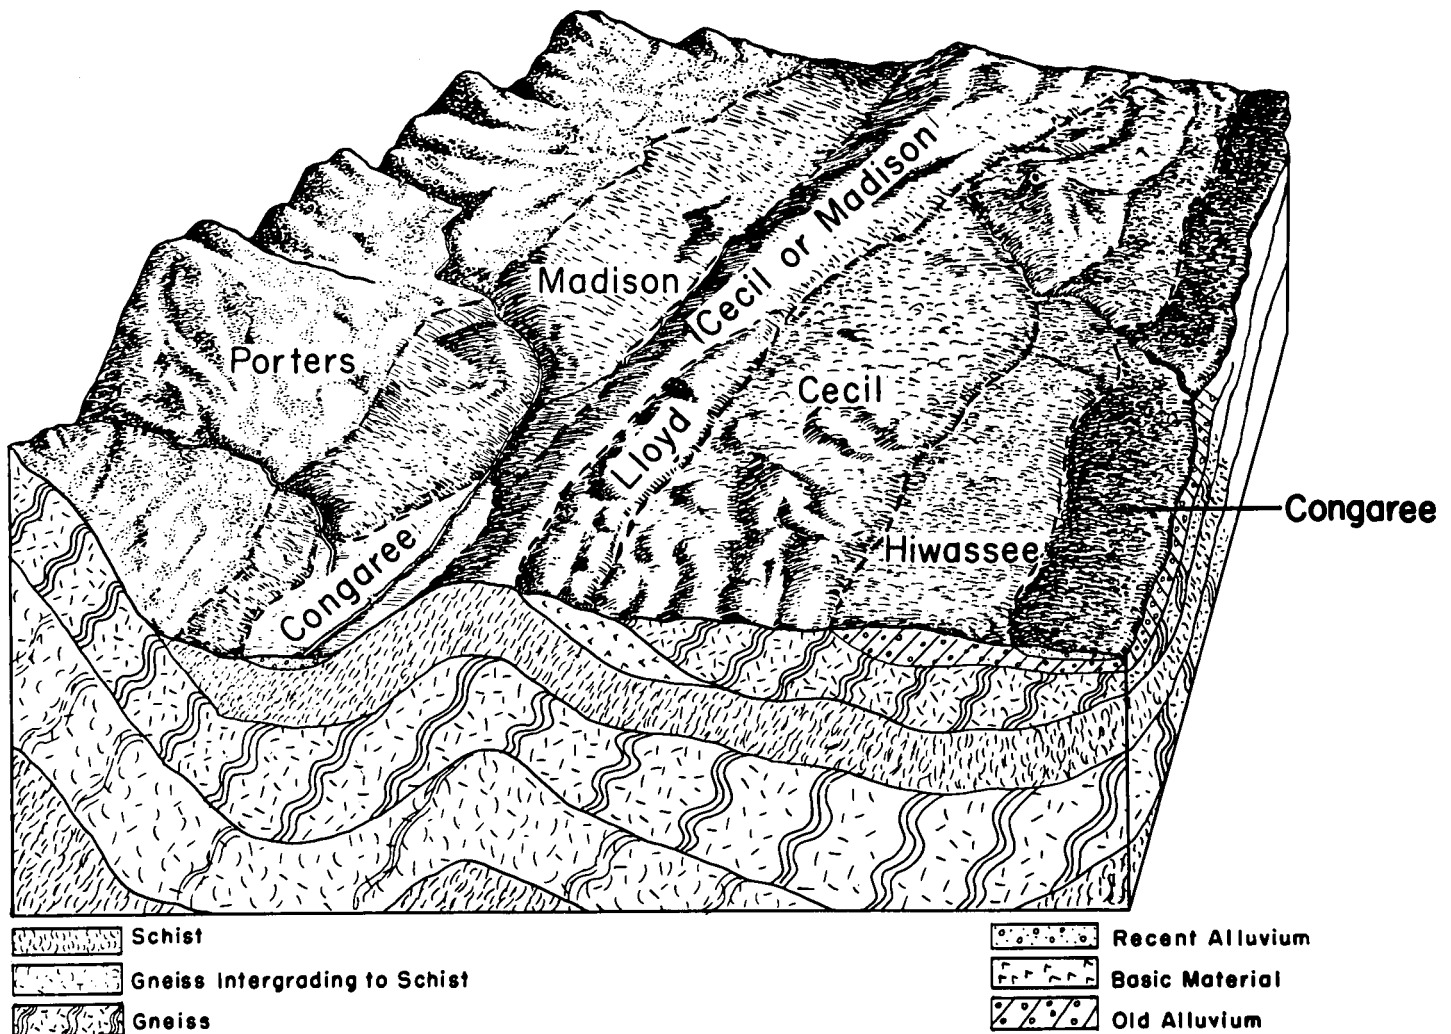 Cecil or Madison
Madison
Porters
Cecil
Lloyd
Congaree
Hiwassee
Congaree
Schist
Gneiss Intergrading to Schist
Gneiss
Recent Alluvium
Basic Material
Old Alluvium